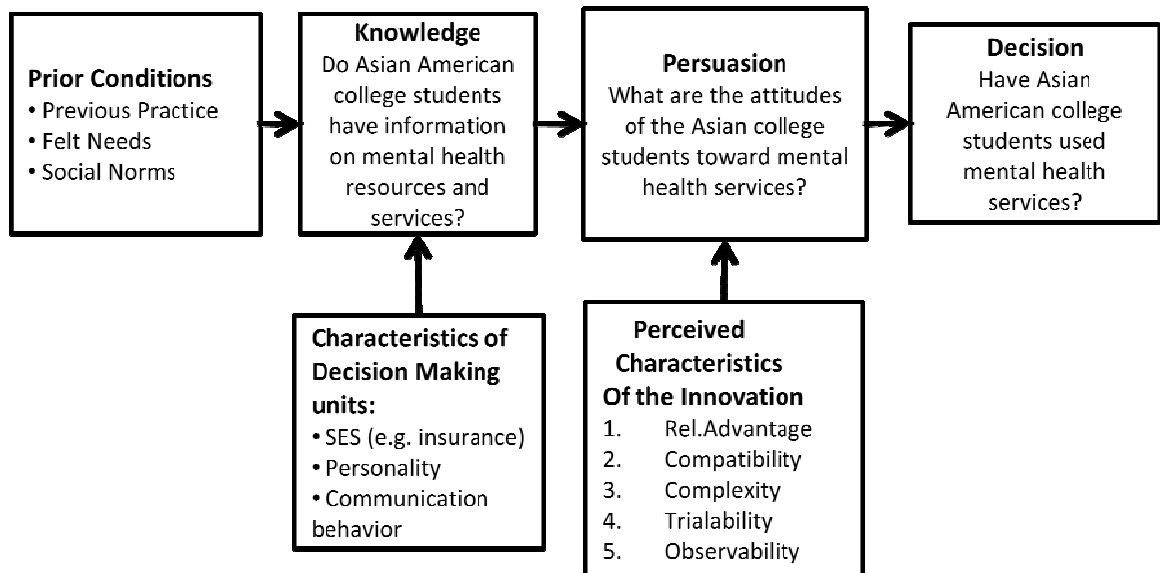 Prior Conditions
• Previous Practice
• Felt Needs
• Social Norms
Knowledge
Do Asian American
college students
have information
on mental health
resources and
services?
Persuasion
What are the attitudes
of the Asian college
students toward mental
health services?
Decision
Have Asian
American college
students used
mental health
services?
Characteristics of
Decision Making
units:
• SES (e.g. insurance)
• Personality
• Communication
behavior
Perceived
Characteristics
Of the Innovation
1. Rel.Advantage
2. Compatibility
3. Complexity
4. Trialability
5. Observability